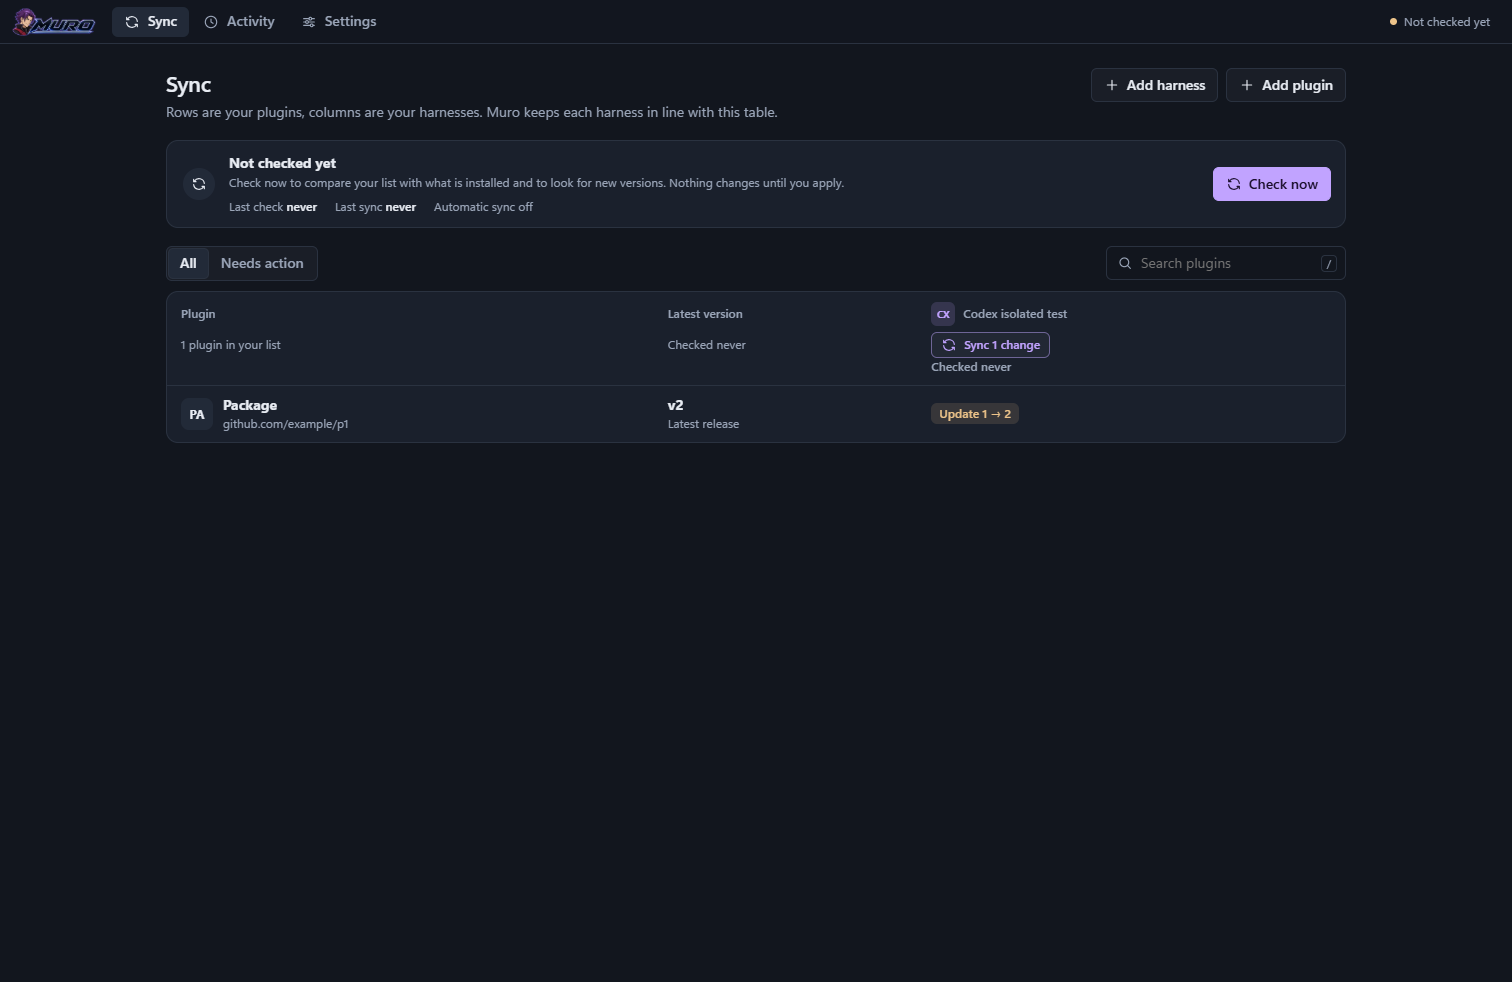 MURO
Sync
Activity
Settings
Not checked yet
Sync
Add harness
Add plugin
Rows are your plugins, columns are your harnesses. Muro keeps each harness in line with this table.
Not checked yet
Check now to compare your list with what is installed and to look for new versions. Nothing changes until you apply.
Last check never Last sync never Automatic sync off
Check now
All
Needs action
Search plugins
/
Plugin
Latest version
CX Codex isolated test
1 plugin in your list
Checked never
Sync 1 change
Checked never
PA
Package
github.com/example/p1
v2
Latest release
Update 1 → 2